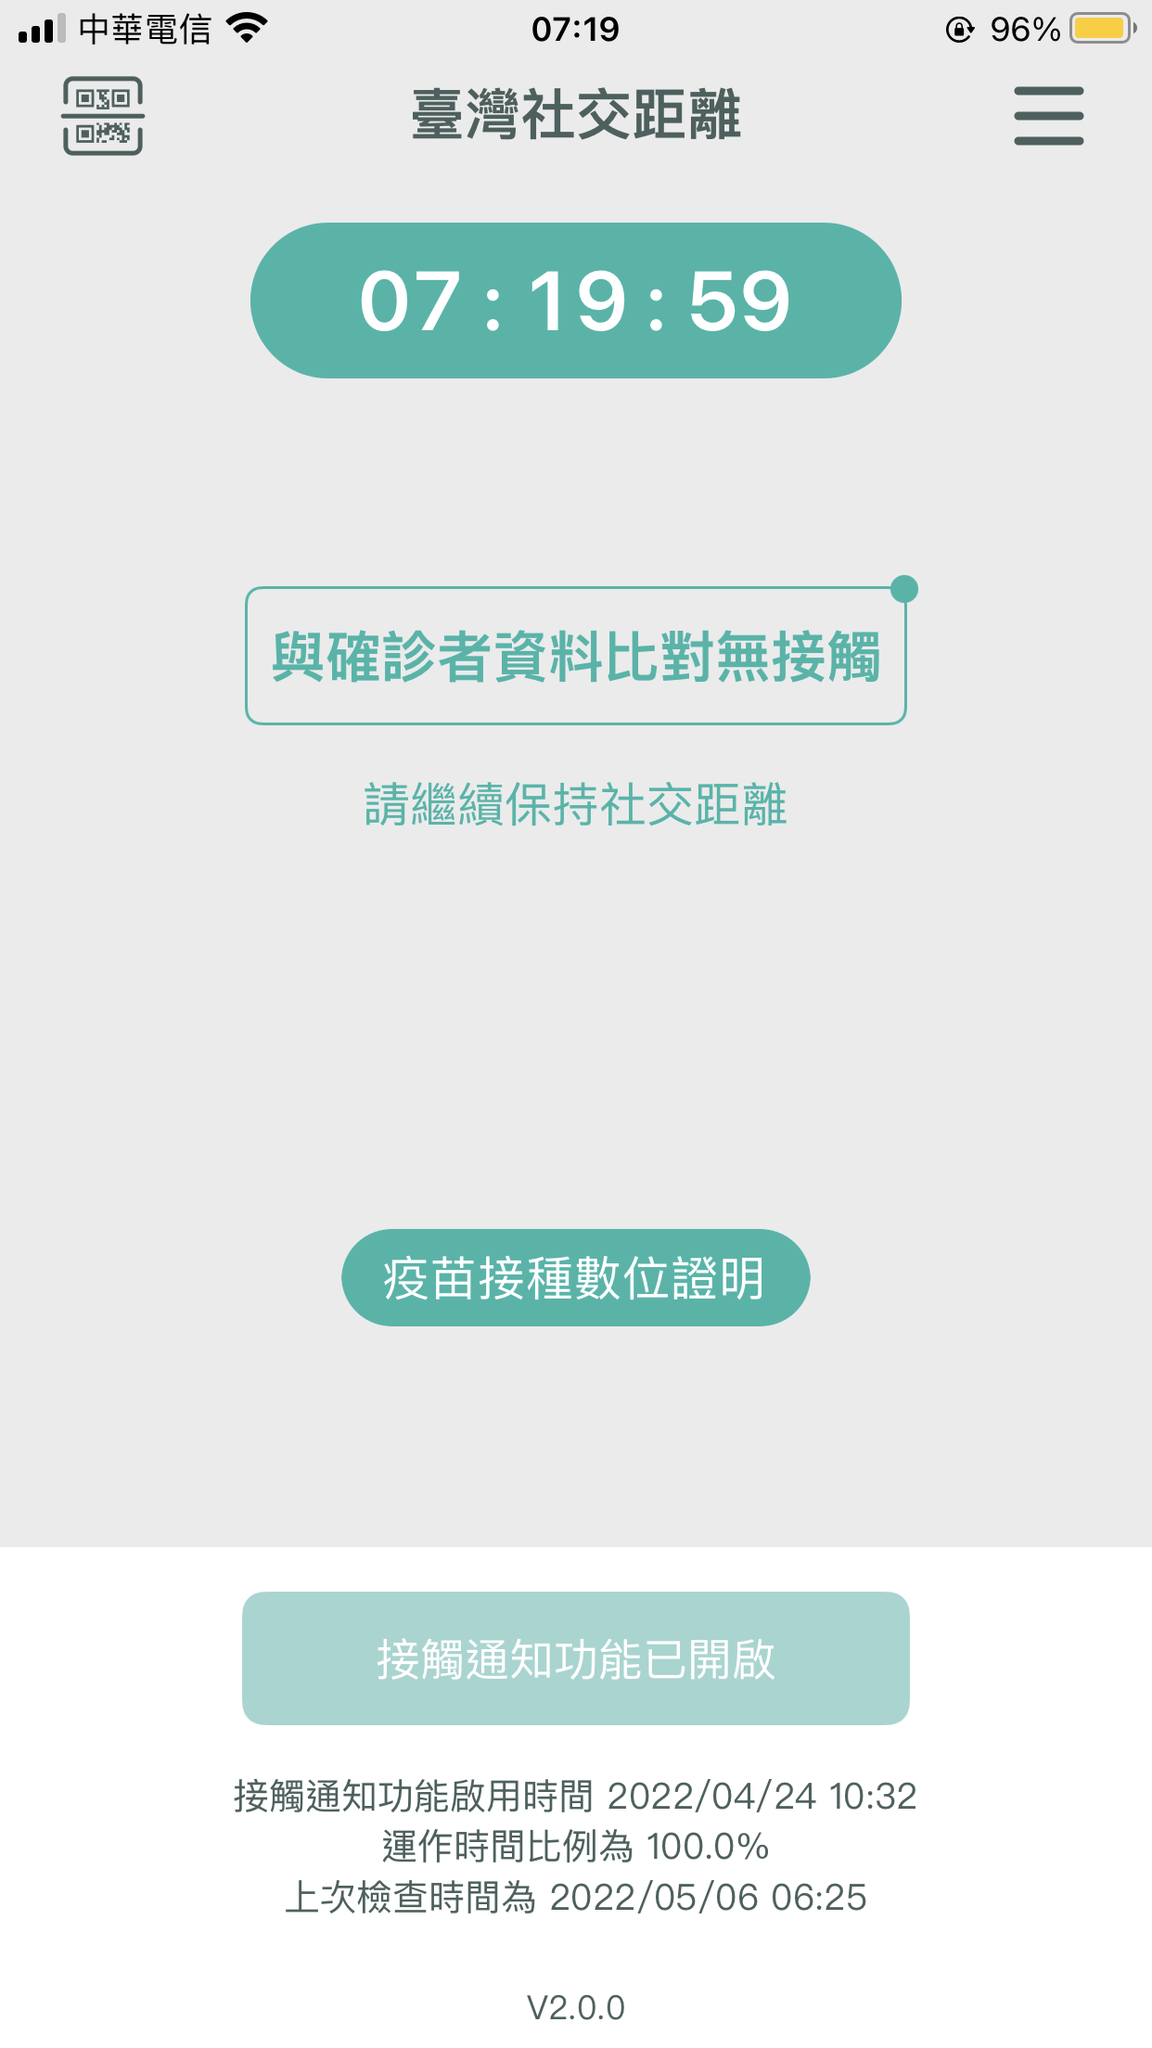 中華電信 07:19 96%
臺灣社交距離
07:19:59
與確診者資料比對無接觸
請繼續保持社交距離
疫苗接種數位證明
接觸通知功能已開啟
接觸通知功能啟用時間 2022/04/24 10:32
運作時間比例為 100.0%
上次檢查時間為 2022/05/06 06:25
V2.0.0